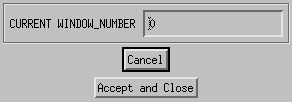 CURRENT WINDOW_NUMBER 0
Cancel
Accept and Close